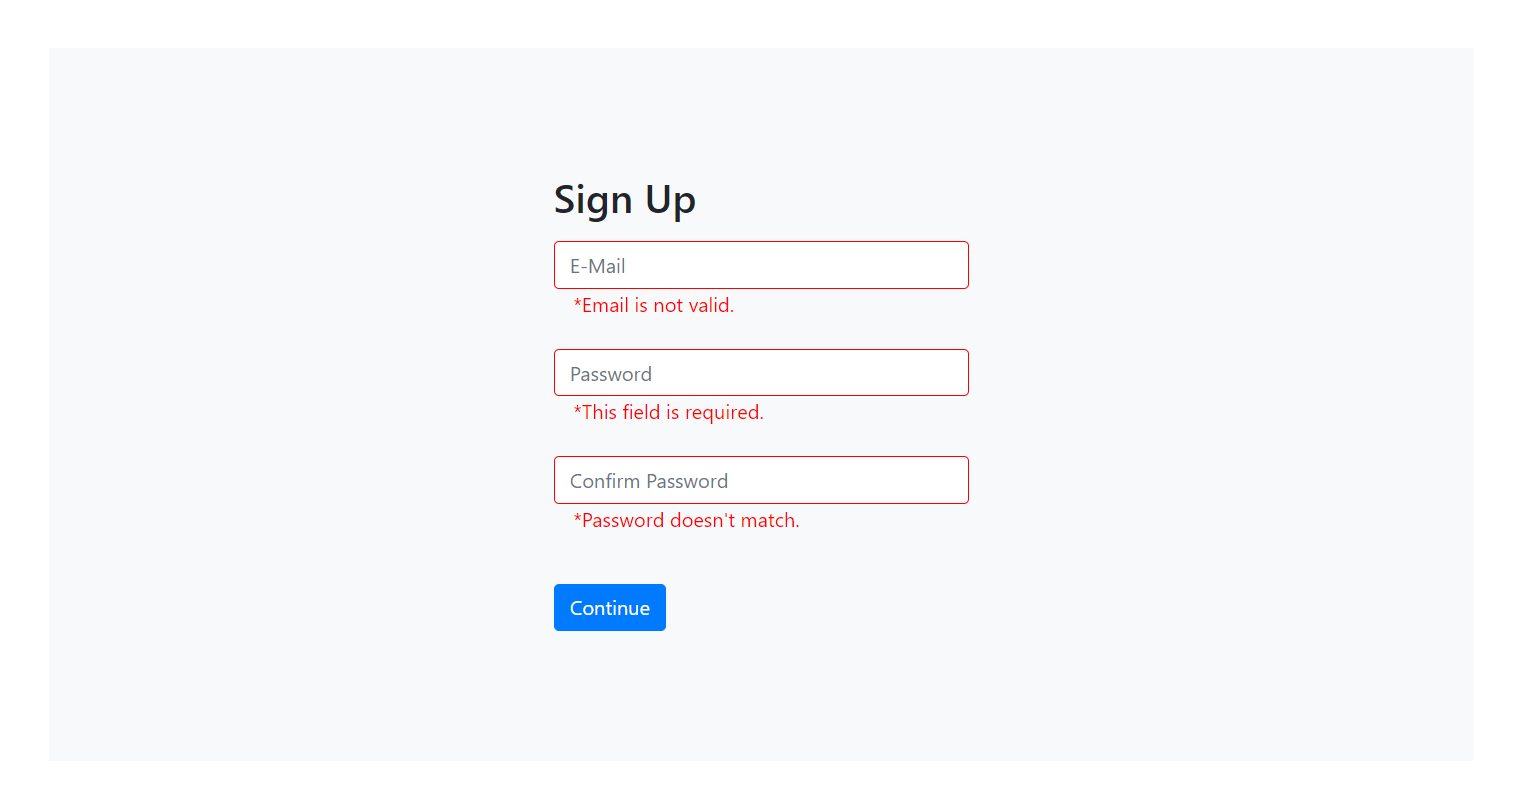 Sign Up
E-Mail
*Email is not valid.
Password
*This field is required.
Confirm Password
*Password doesn't match.
Continue